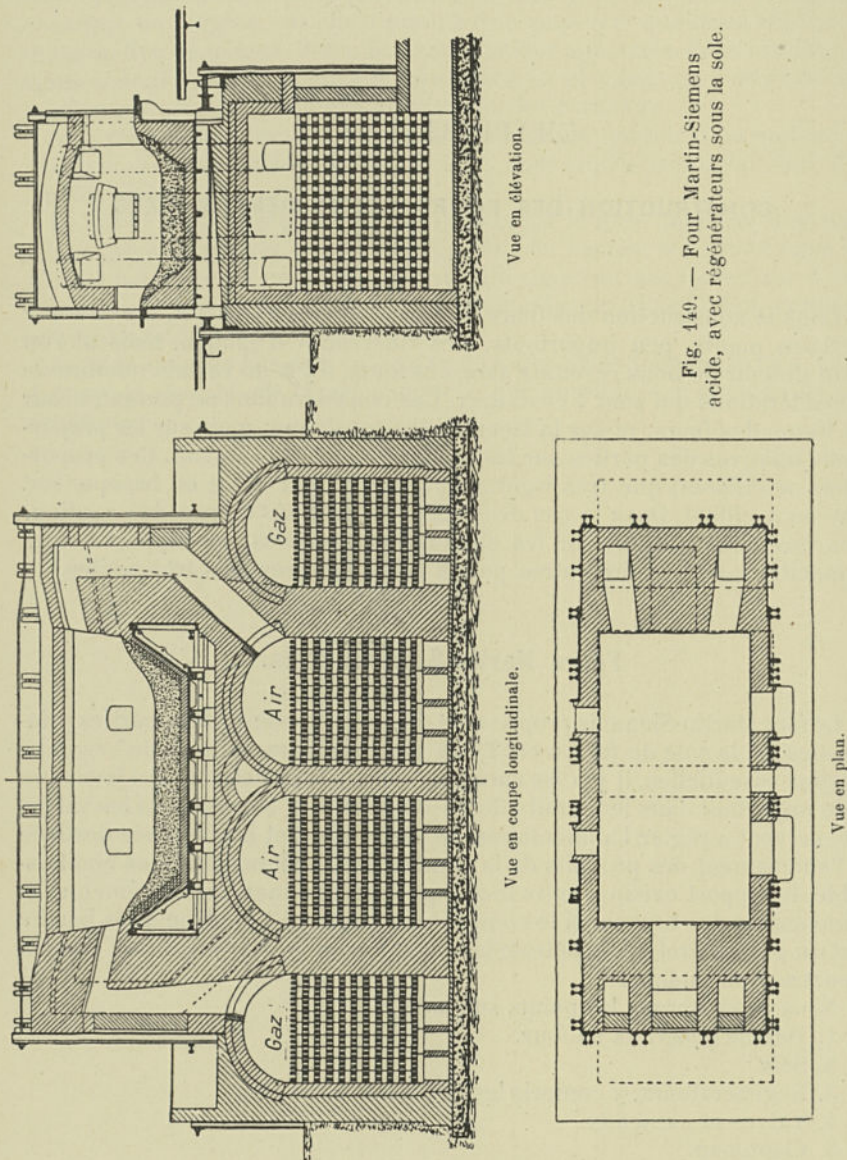 Gaz
Air
Air
Gaz
Vue en coupe longitudinale.
Vue en élévation.
Vue en plan.
Fig. 149. — Four Martin-Siemens
acide, avec régénérateurs sous la sole.